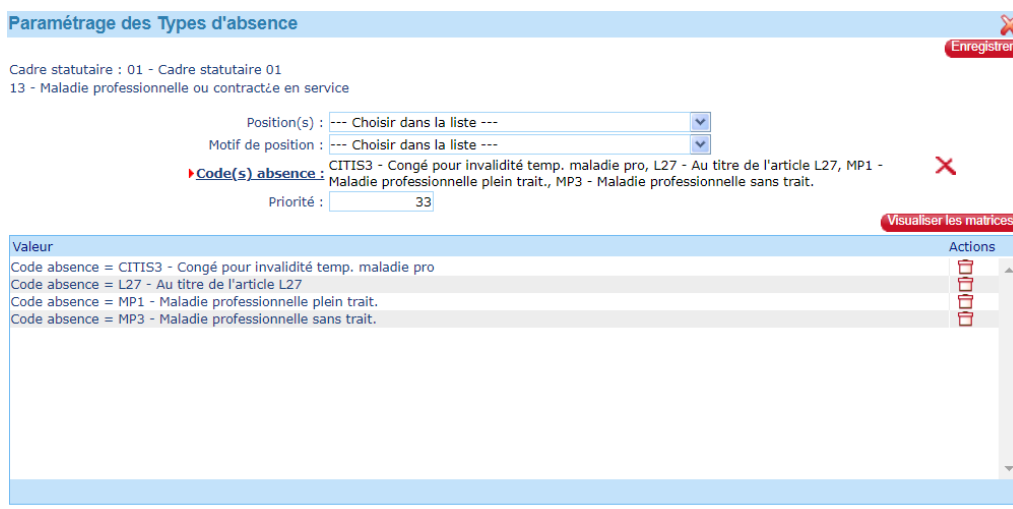 Paramétrage des Types d'absence
Enregistrer
Cadre statutaire : 01 - Cadre statutaire 01
13 - Maladie professionnelle ou contract¿e en service
Position(s) : --- Choisir dans la liste ---
Motif de position : --- Choisir dans la liste ---
Code(s) absence : CITIS3 - Congé pour invalidité temp. maladie pro, L27 - Au titre de l'article L27, MP1 -
Maladie professionnelle plein trait., MP3 - Maladie professionnelle sans trait.
Priorité : 33
Visualiser les matrices
Valeur Actions
Code absence = CITIS3 - Congé pour invalidité temp. maladie pro
Code absence = L27 - Au titre de l'article L27
Code absence = MP1 - Maladie professionnelle plein trait.
Code absence = MP3 - Maladie professionnelle sans trait.